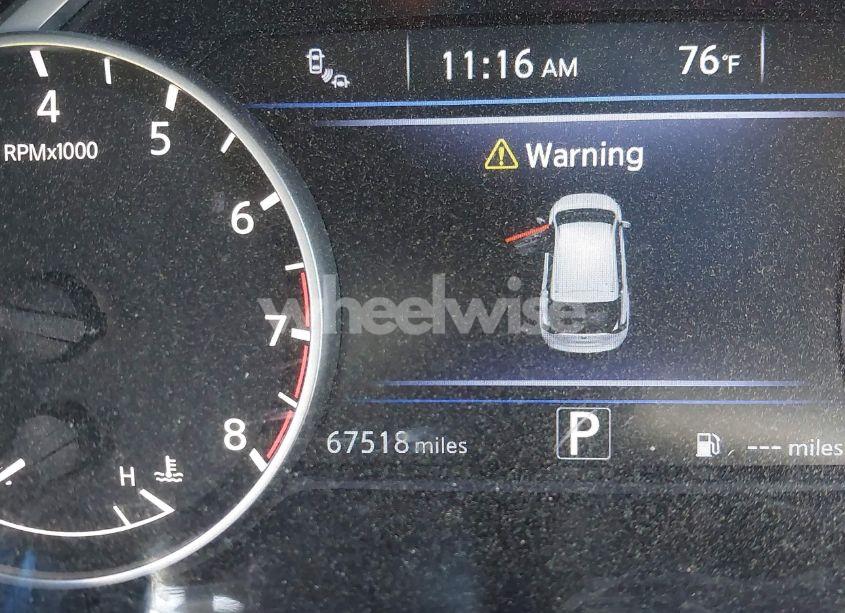 11:16 AM 76°F
4
5
RPMx1000
Warning
6
wheelwise
7
8
67518 miles P --- miles
H